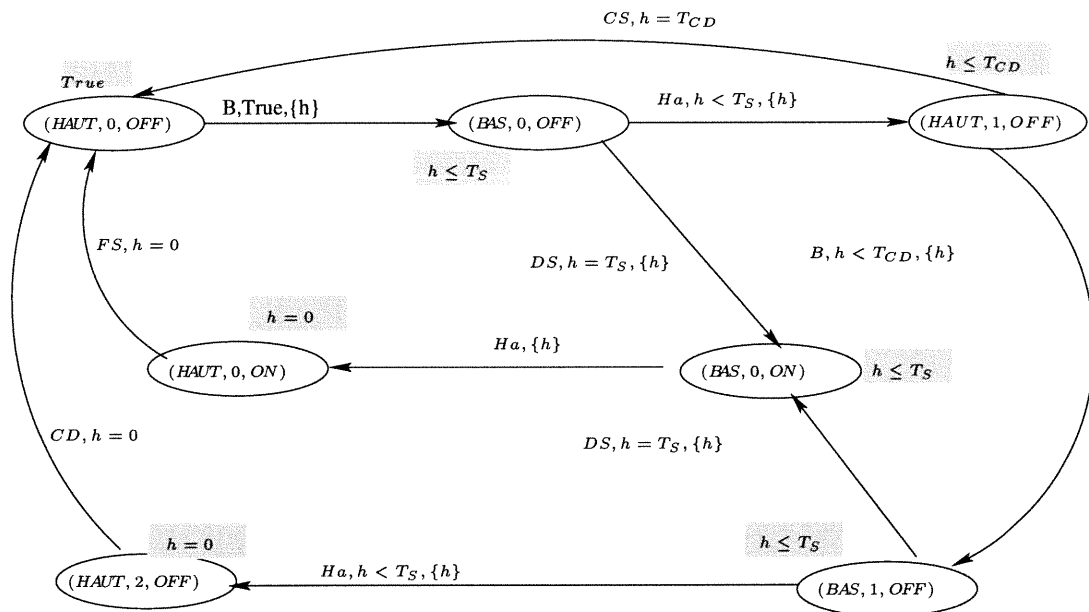 CS, h = T_CD
True
h ≤ T_CD
B,True,{h}
Ha, h < T_S, {h}
(HAUT, 0, OFF)
(BAS, 0, OFF)
(HAUT, 1, OFF)
h ≤ T_S
FS, h = 0
DS, h = T_S, {h}
B, h < T_CD, {h}
h = 0
Ha, {h}
(HAUT, 0, ON)
(BAS, 0, ON)
h ≤ T_S
CD, h = 0
DS, h = T_S, {h}
h = 0
h ≤ T_S
(HAUT, 2, OFF)
Ha, h < T_S, {h}
(BAS, 1, OFF)